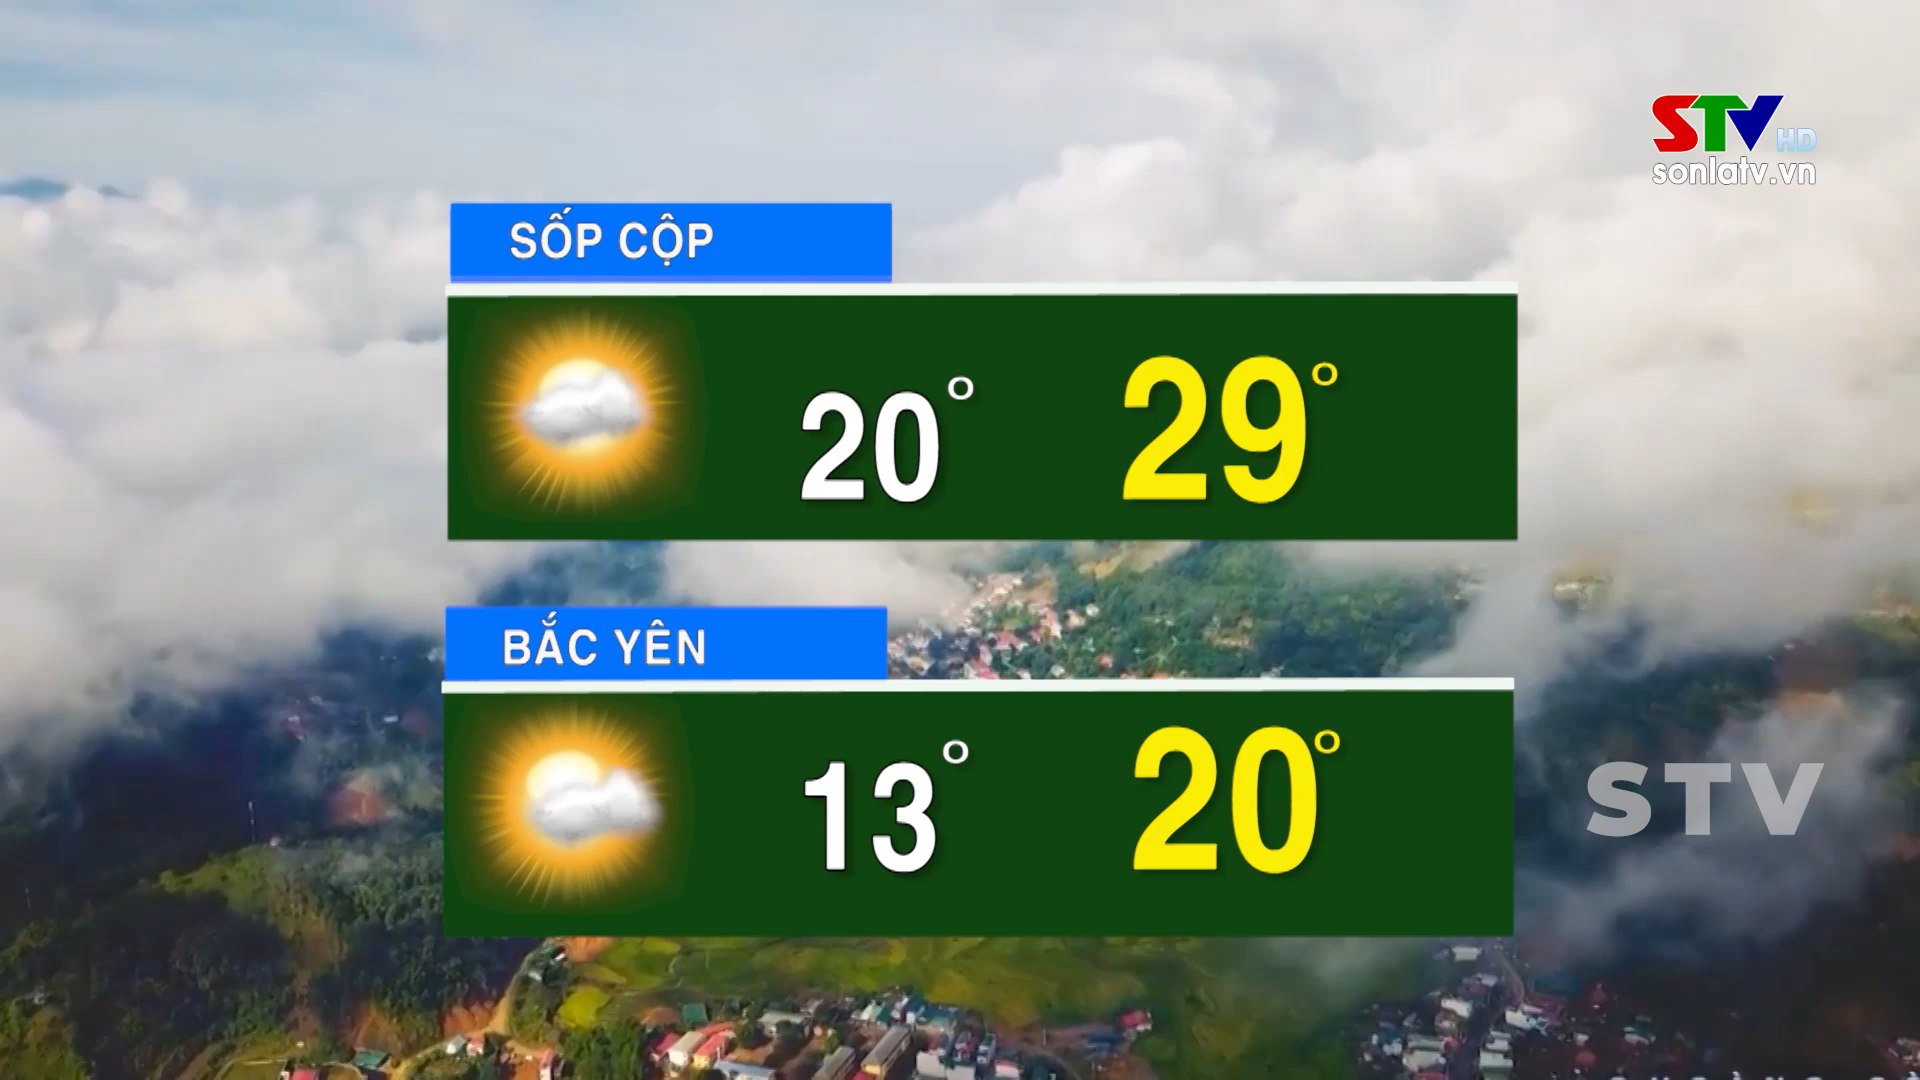 STV HD
sonlatv.vn
SỐP CỘP
20° 29°
BẮC YÊN
13° 20°
STV